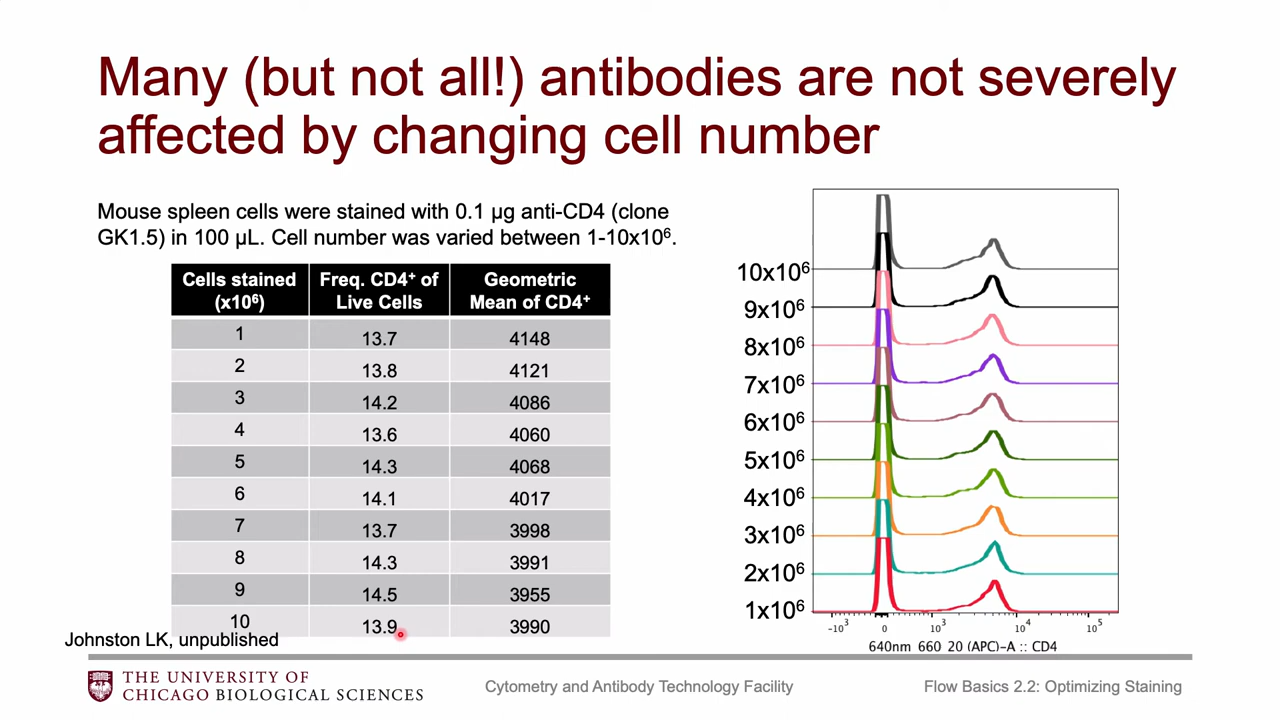 Many (but not all!) antibodies are not severely
affected by changing cell number
Mouse spleen cells were stained with 0.1 µg anti-CD4 (clone
GK1.5) in 100 µL. Cell number was varied between 1-10x10⁶.
Cells stained (x10⁶) Freq. CD4⁺ of Live Cells Geometric Mean of CD4⁺
1 13.7 4148
2 13.8 4121
3 14.2 4086
4 13.6 4060
5 14.3 4068
6 14.1 4017
7 13.7 3998
8 14.3 3991
9 14.5 3955
10 13.9 3990
Johnston LK, unpublished
10x10⁶
9x10⁶
8x10⁶
7x10⁶
6x10⁶
5x10⁶
4x10⁶
3x10⁶
2x10⁶
1x10⁶
-10³ 0 10³ 10⁴ 10⁵
640nm_660_20 (APC)-A :: CD4
THE UNIVERSITY OF
CHICAGO BIOLOGICAL SCIENCES
Cytometry and Antibody Technology Facility
Flow Basics 2.2: Optimizing Staining